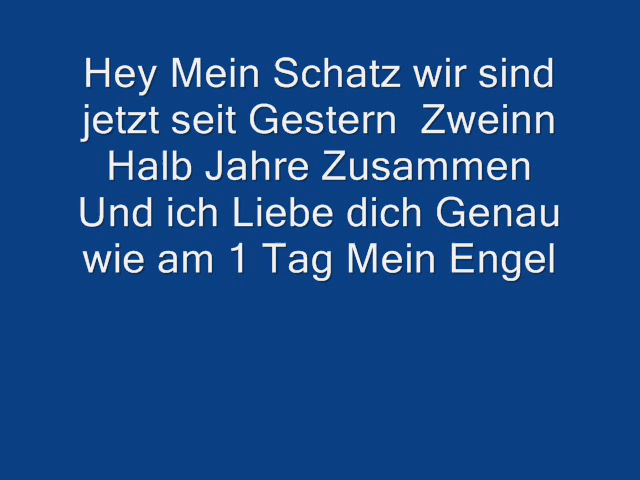 Hey Mein Schatz wir sind
jetzt seit Gestern  Zweinn
Halb Jahre Zusammen
Und ich Liebe dich Genau
wie am 1 Tag Mein Engel